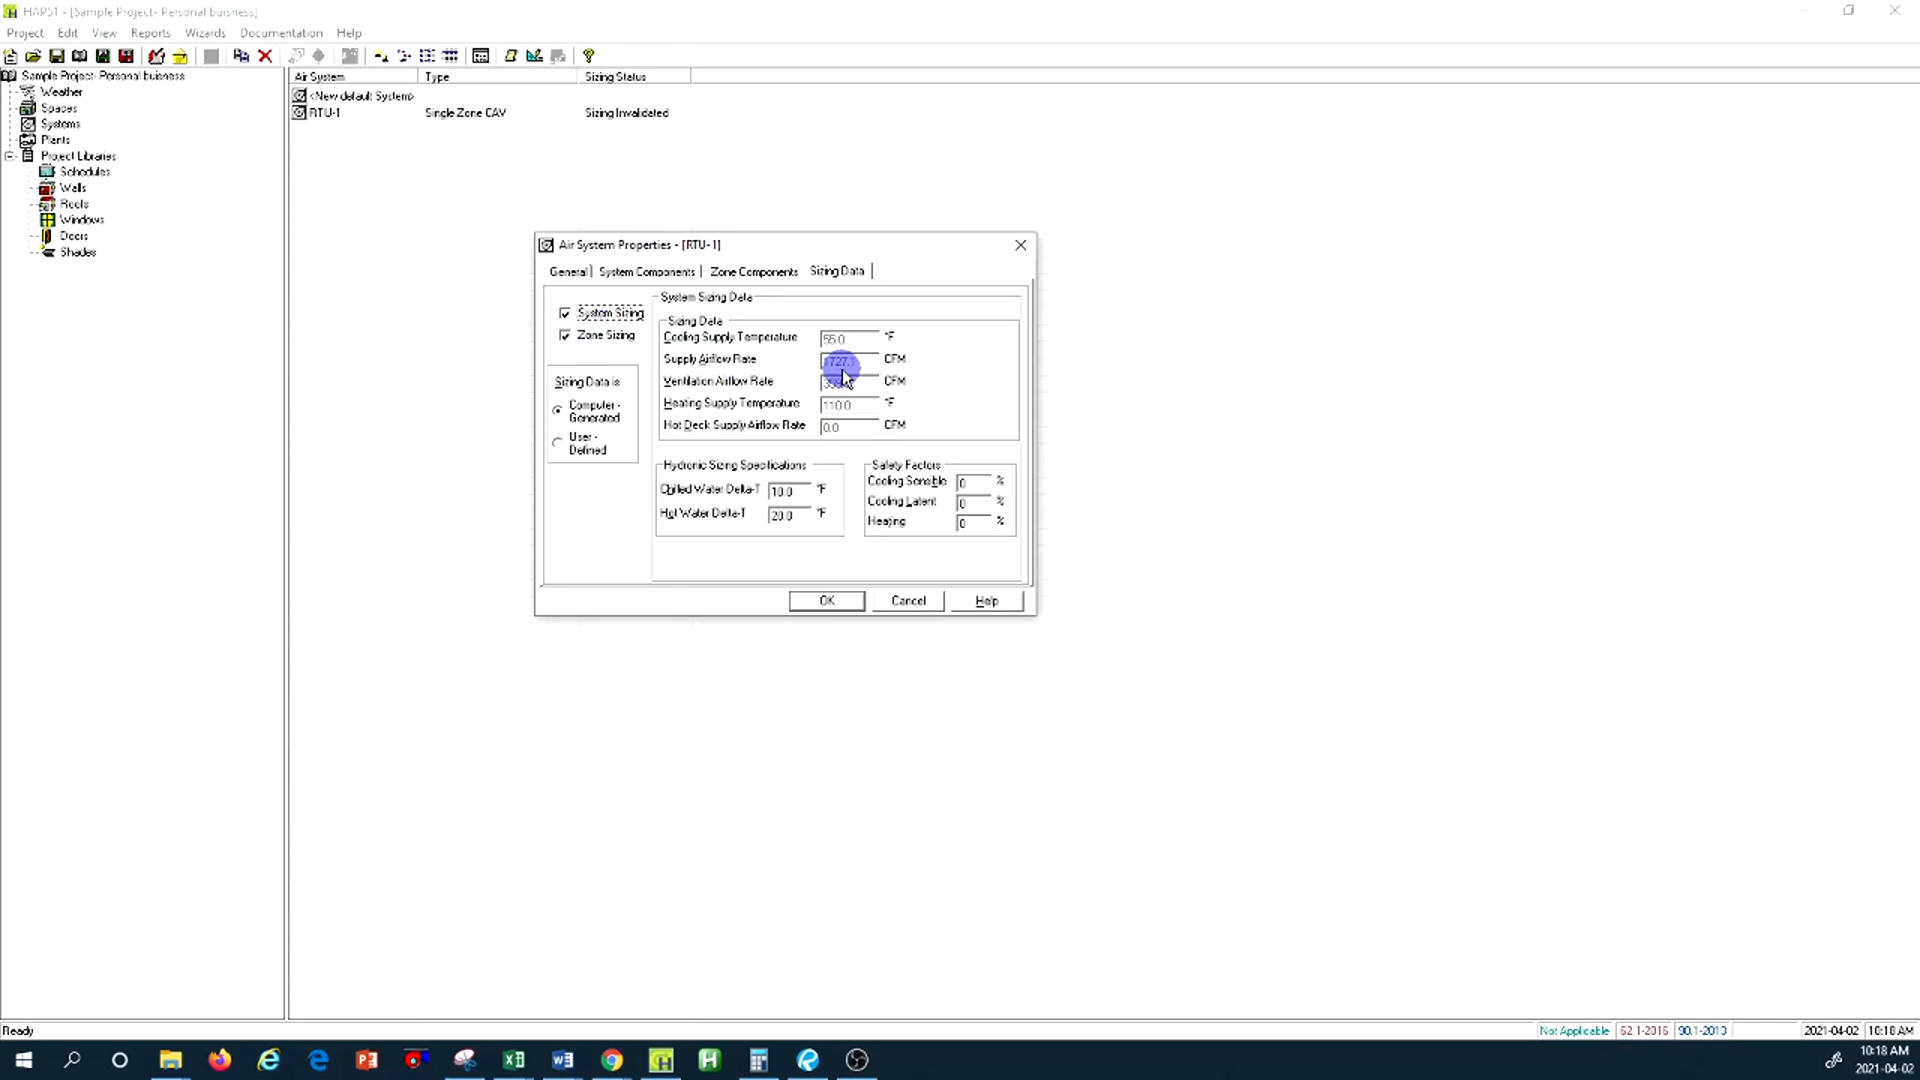 HAP51 - [Sample Project- Personal buisness]
Project Edit View Reports Wizards Documentation Help
Sample Project- Personal buisness
Weather
Spaces
Systems
Plants
Project Libraries
Schedules
Walls
Roofs
Windows
Doors
Shades
Air System Type Sizing Status
<New default System>
RTU-1 Single Zone CAV Sizing Invalidated
Air System Properties - [RTU-1]
General System Components Zone Components Sizing Data
System Sizing
Zone Sizing
Sizing Data is
Computer-
Generated
User-
Defined
System Sizing Data
Sizing Data
Cooling Supply Temperature 55.0 °F
Supply Airflow Rate 1727.1 CFM
Ventilation Airflow Rate CFM
Heating Supply Temperature 110.0 °F
Hot Deck Supply Airflow Rate 0.0 CFM
Hydronic Sizing Specifications
Chilled Water Delta-T 10.0 °F
Hot Water Delta-T 20.0 °F
Safety Factors
Cooling Sensible 0 %
Cooling Latent 0 %
Heating 0 %
OK Cancel Help
Ready
Not Applicable 62.1-2016 90.1-2013 2021-04-02 10:18 AM
10:18 AM
2021-04-02